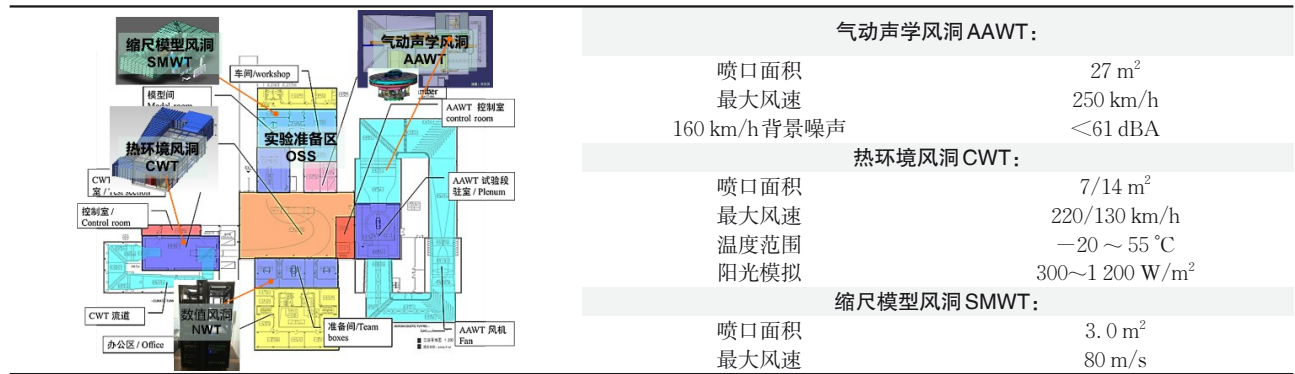 缩尺模型风洞
SMWT
气动声学风洞
AAWT
车间/workshop
模型间
Model room
AAWT 控制室
control room
实验准备区
OSS
热环境风洞
CWT
AAWT 试验段
驻室 / Plenum
控制室 /
Control room
CWT 流道
数值风洞
NWT
准备间/Team
boxes
AAWT 风机
Fan
办公区 / Office
气动声学风洞AAWT：
喷口面积 27 m²
最大风速 250 km/h
160 km/h背景噪声 ＜61 dBA
热环境风洞CWT：
喷口面积 7/14 m²
最大风速 220/130 km/h
温度范围 －20 ～ 55 ℃
阳光模拟 300～1 200 W/m²
缩尺模型风洞SMWT：
喷口面积 3. 0 m²
最大风速 80 m/s